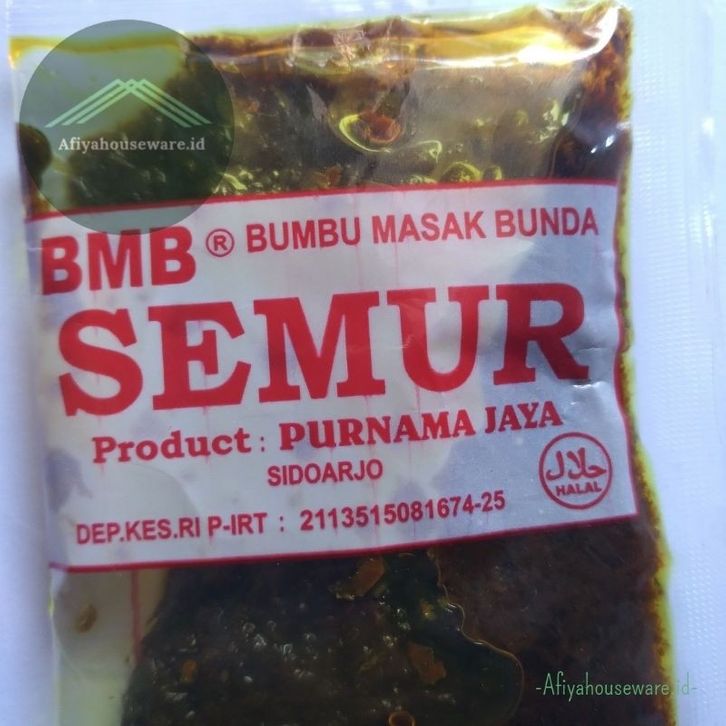 Afiyahouseware.id
BMB ® BUMBU MASAK BUNDA
SEMUR
Product : PURNAMA JAYA
SIDOARJO
حلال
HALAL
DEP.KES.RI P-IRT : 2113515081674-25
-Afiyahouseware.id-